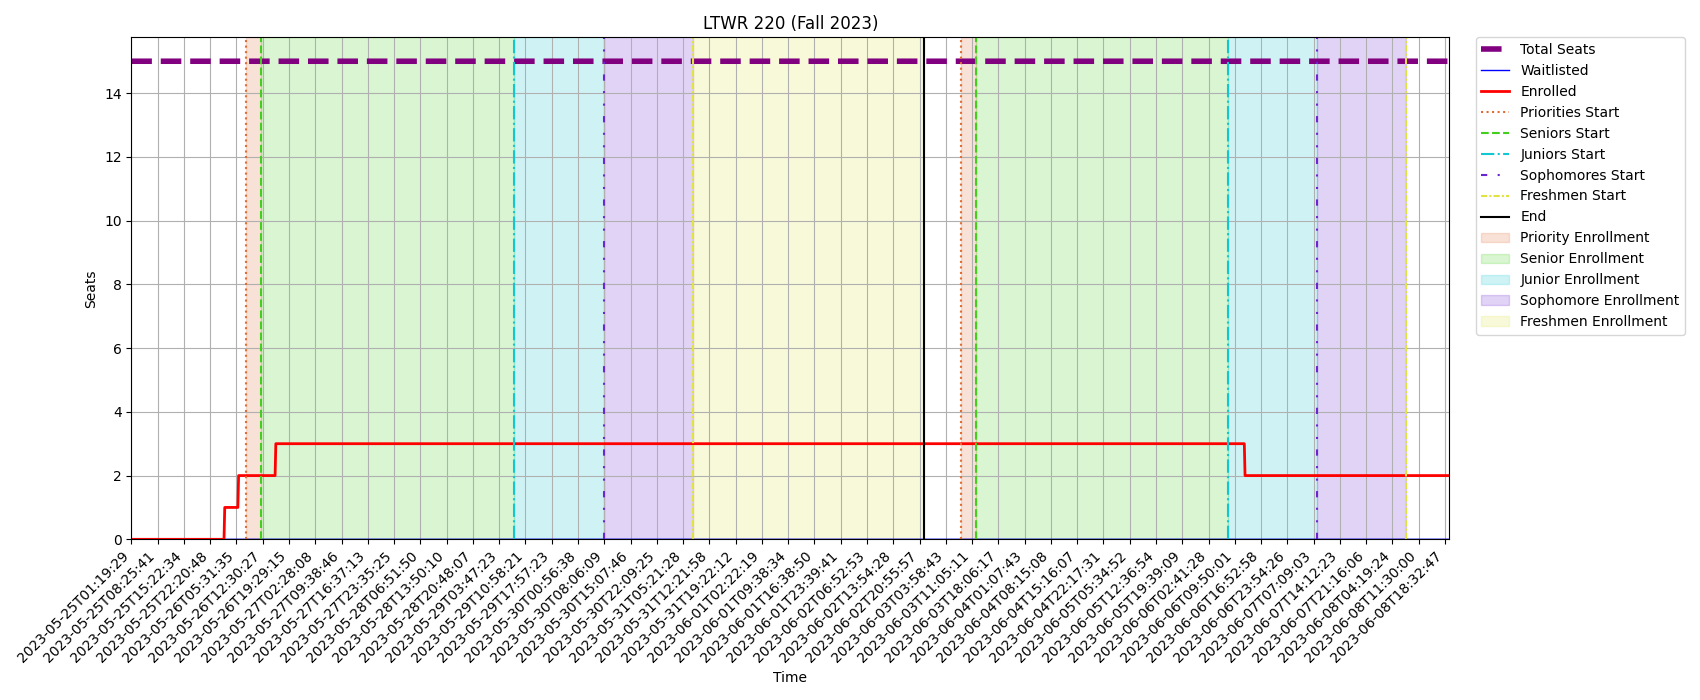 LTWR 220 (Fall 2023)
Seats
14
12
10
8
6
4
2
0
2023-05-25T01:19:29
2023-05-25T08:25:41
2023-05-25T15:22:34
2023-05-25T22:20:48
2023-05-26T05:31:35
2023-05-26T12:30:27
2023-05-26T19:29:15
2023-05-27T02:28:08
2023-05-27T09:38:46
2023-05-27T16:37:13
2023-05-27T23:35:25
2023-05-28T06:51:50
2023-05-28T13:50:10
2023-05-28T20:48:07
2023-05-29T03:47:23
2023-05-29T10:58:21
2023-05-29T17:57:23
2023-05-30T00:56:38
2023-05-30T08:06:09
2023-05-30T15:07:46
2023-05-30T22:09:25
2023-05-31T05:21:28
2023-05-31T12:21:58
2023-05-31T19:22:12
2023-06-01T02:22:19
2023-06-01T09:38:34
2023-06-01T16:38:50
2023-06-01T23:39:41
2023-06-02T06:52:53
2023-06-02T13:54:28
2023-06-02T20:55:57
2023-06-03T03:58:43
2023-06-03T11:05:11
2023-06-03T18:06:17
2023-06-04T01:07:43
2023-06-04T08:15:08
2023-06-04T15:16:07
2023-06-04T22:17:31
2023-06-05T05:34:52
2023-06-05T12:36:54
2023-06-05T19:39:09
2023-06-06T02:41:28
2023-06-06T09:50:01
2023-06-06T16:52:58
2023-06-06T23:54:26
2023-06-07T07:09:03
2023-06-07T14:12:23
2023-06-07T21:16:06
2023-06-08T04:19:24
2023-06-08T11:30:00
2023-06-08T18:32:47
Time
Total Seats
Waitlisted
Enrolled
Priorities Start
Seniors Start
Juniors Start
Sophomores Start
Freshmen Start
End
Priority Enrollment
Senior Enrollment
Junior Enrollment
Sophomore Enrollment
Freshmen Enrollment